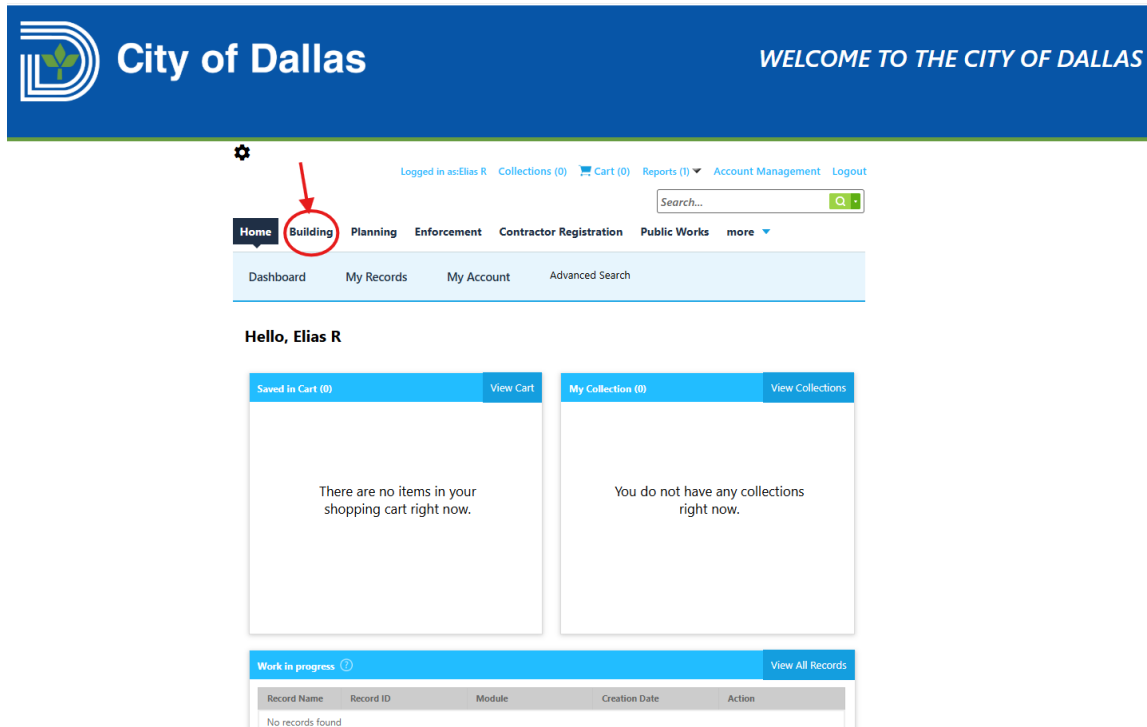 City of Dallas
WELCOME TO THE CITY OF DALLAS
Logged in as:Elias R Collections (0) Cart (0) Reports (1) Account Management Logout
Search...
Home Building Planning Enforcement Contractor Registration Public Works more
Dashboard My Records My Account Advanced Search
Hello, Elias R
Saved in Cart (0) View Cart
There are no items in your
shopping cart right now.
My Collection (0) View Collections
You do not have any collections
right now.
Work in progress ? View All Records
Record Name Record ID Module Creation Date Action
No records found